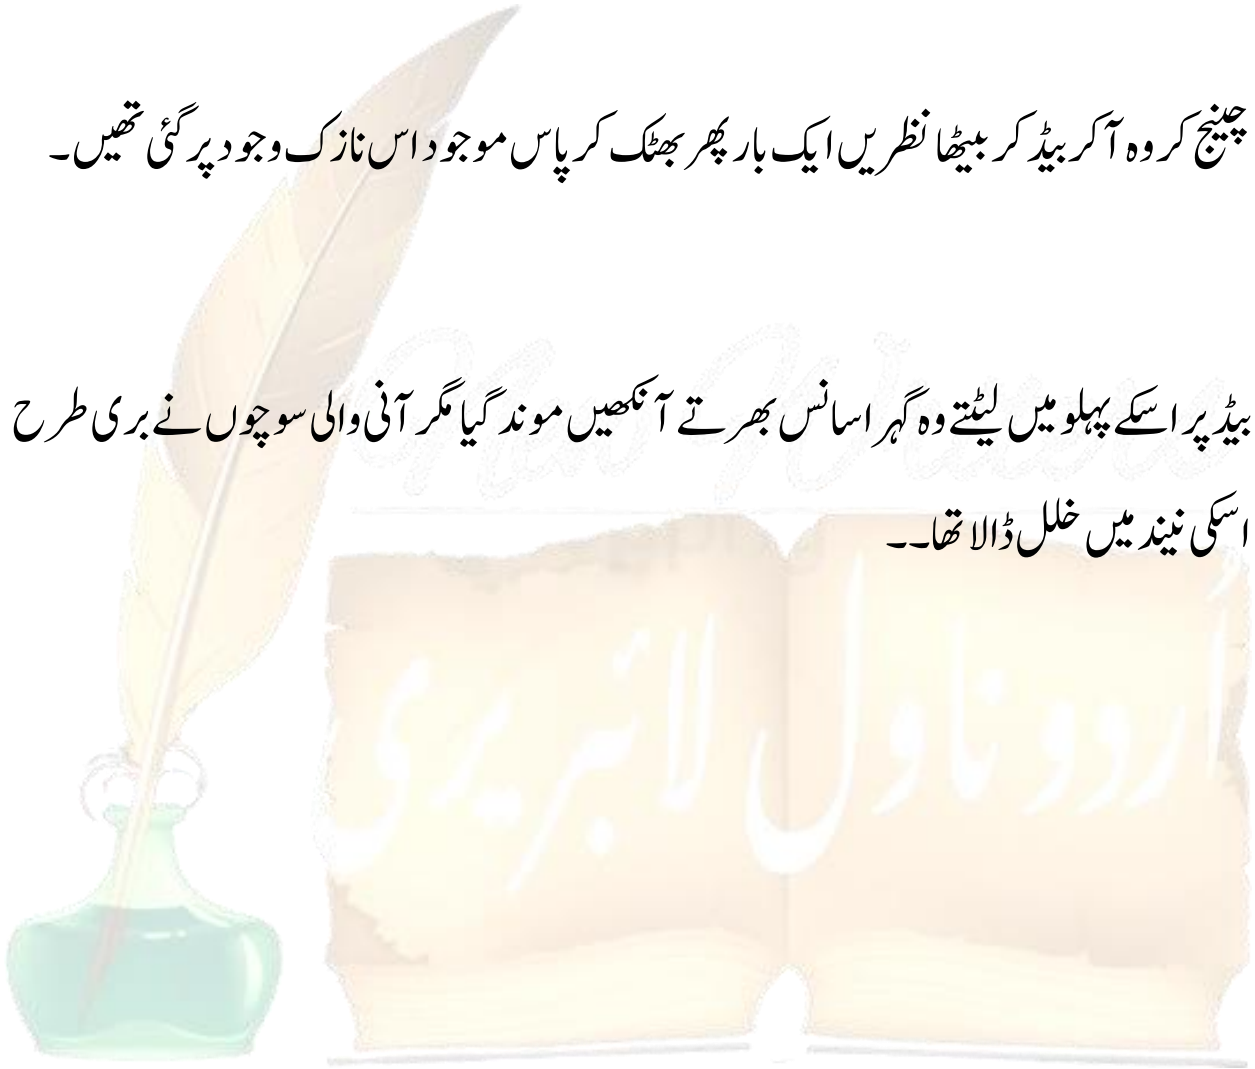 چینج کر وہ آکر بیڈ کر بیٹھا نظریں ایک بار پھر بھٹک کر پاس موجود اس نازک وجود پر گئی تھیں۔
بیڈ پر اسکے پہلو میں لیٹتے وہ گہرا سانس بھرتے آنکھیں موند گیا مگر آنی والی سوچوں نے بری طرح
اسکی نیند میں خلل ڈالا تھا۔۔
اُردو ناول لائبریری